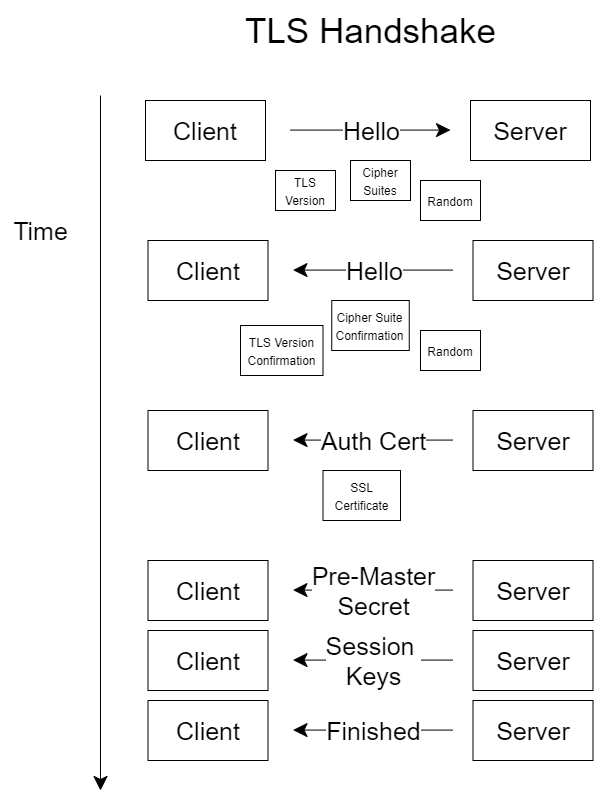 TLS Handshake
Client
Hello
Server
TLS
Version
Cipher
Suites
Random
Time
Client
Hello
Server
TLS Version
Confirmation
Cipher Suite
Confirmation
Random
Client
Auth Cert
Server
SSL
Certificate
Client
Pre-Master
Secret
Server
Client
Session
Keys
Server
Client
Finished
Server